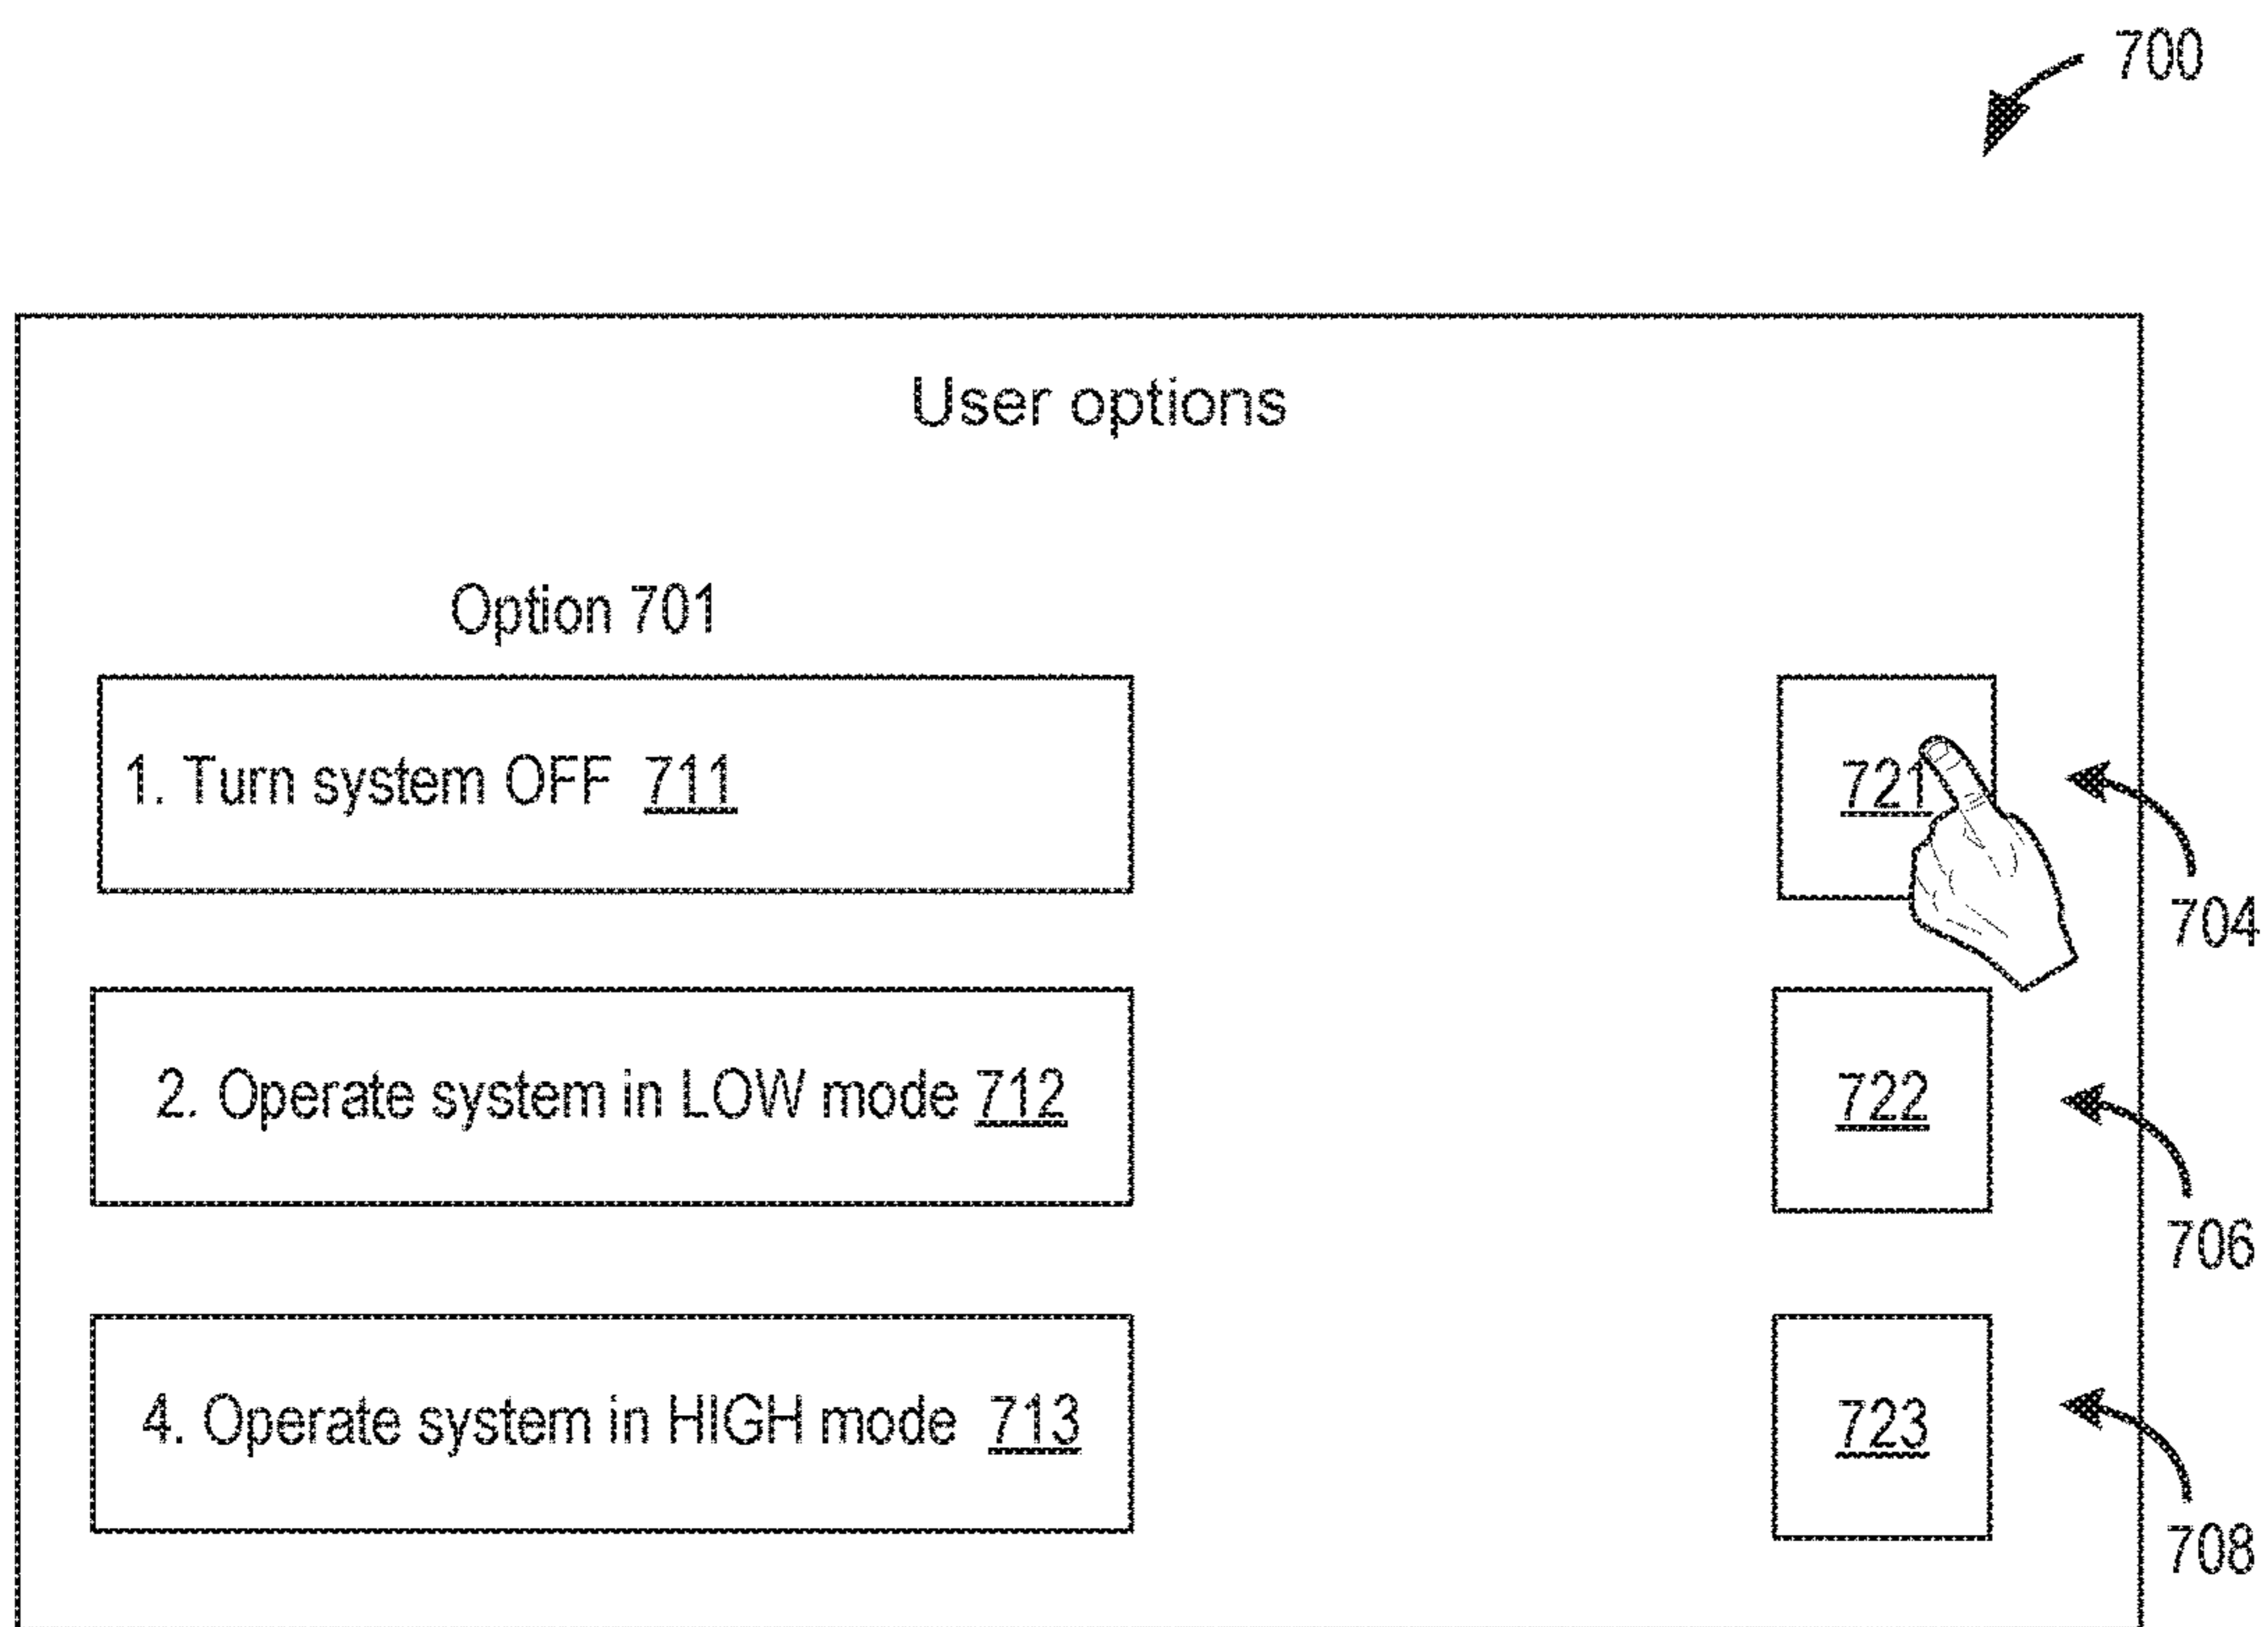 700
User options
Option 701
1. Turn system OFF 711
721
704
2. Operate system in LOW mode 712
722
706
4. Operate system in HIGH mode 713
723
708